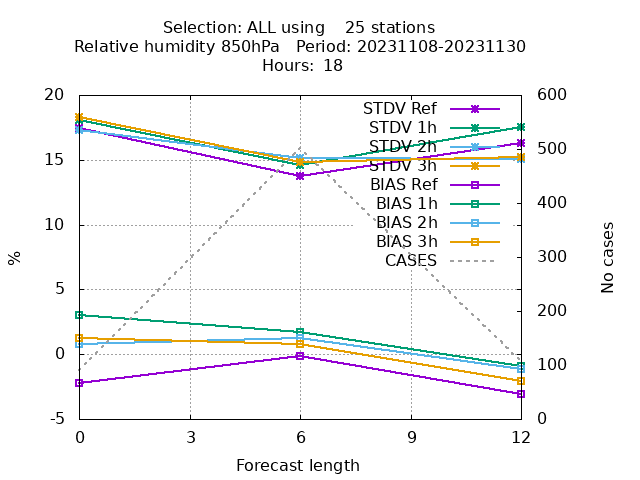 Selection: ALL using    25 stations
Relative humidity 850hPa   Period: 20231108-20231130
Hours: 18
20
15
10
5
0
-5
%
600
500
400
300
200
100
0
No cases
STDV Ref
STDV 1h
STDV 2h
STDV 3h
BIAS Ref
BIAS 1h
BIAS 2h
BIAS 3h
CASES
0
3
6
9
12
Forecast length